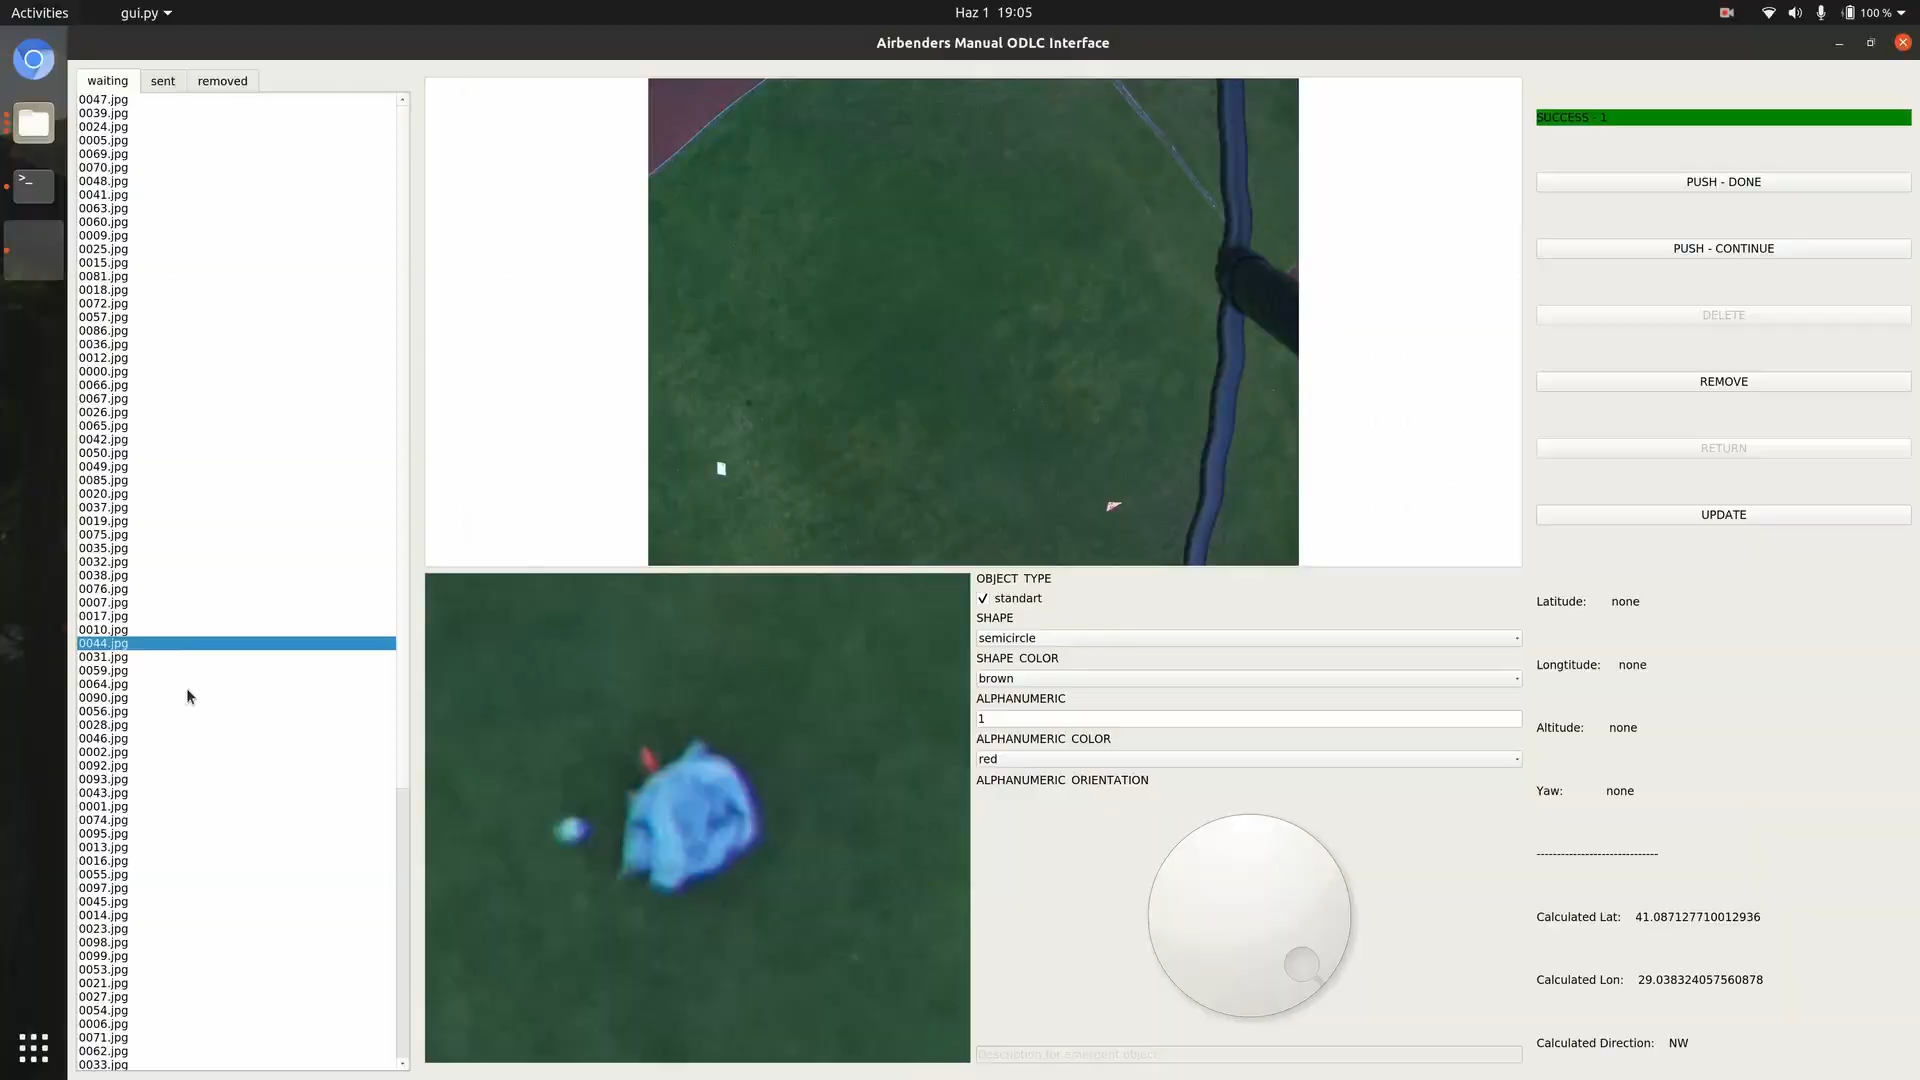 Activities
gui.py
Haz 1 19:05
100 %
Airbenders Manual ODLC Interface
waiting
sent
removed
0047.jpg
0039.jpg
0024.jpg
0005.jpg
0069.jpg
0070.jpg
0048.jpg
0041.jpg
0063.jpg
0060.jpg
0009.jpg
0025.jpg
0015.jpg
0081.jpg
0018.jpg
0072.jpg
0057.jpg
0086.jpg
0036.jpg
0012.jpg
0000.jpg
0066.jpg
0067.jpg
0026.jpg
0065.jpg
0042.jpg
0050.jpg
0049.jpg
0085.jpg
0020.jpg
0037.jpg
0019.jpg
0075.jpg
0035.jpg
0032.jpg
0038.jpg
0076.jpg
0007.jpg
0017.jpg
0010.jpg
0044.jpg
0031.jpg
0059.jpg
0064.jpg
0090.jpg
0056.jpg
0028.jpg
0046.jpg
0002.jpg
0092.jpg
0093.jpg
0043.jpg
0001.jpg
0074.jpg
0095.jpg
0013.jpg
0016.jpg
0055.jpg
0097.jpg
0045.jpg
0014.jpg
0023.jpg
0098.jpg
0099.jpg
0053.jpg
0021.jpg
0027.jpg
0054.jpg
0006.jpg
0071.jpg
0062.jpg
0033.jpg
OBJECT TYPE
standart
SHAPE
semicircle
SHAPE COLOR
brown
ALPHANUMERIC
1
ALPHANUMERIC COLOR
red
ALPHANUMERIC ORIENTATION
Description for emergent object
SUCCESS - 1
PUSH - DONE
PUSH - CONTINUE
DELETE
REMOVE
RETURN
UPDATE
Latitude: none
Longtitude: none
Altitude: none
Yaw: none
------------------------------
Calculated Lat: 41.087127710012936
Calculated Lon: 29.038324057560878
Calculated Direction: NW